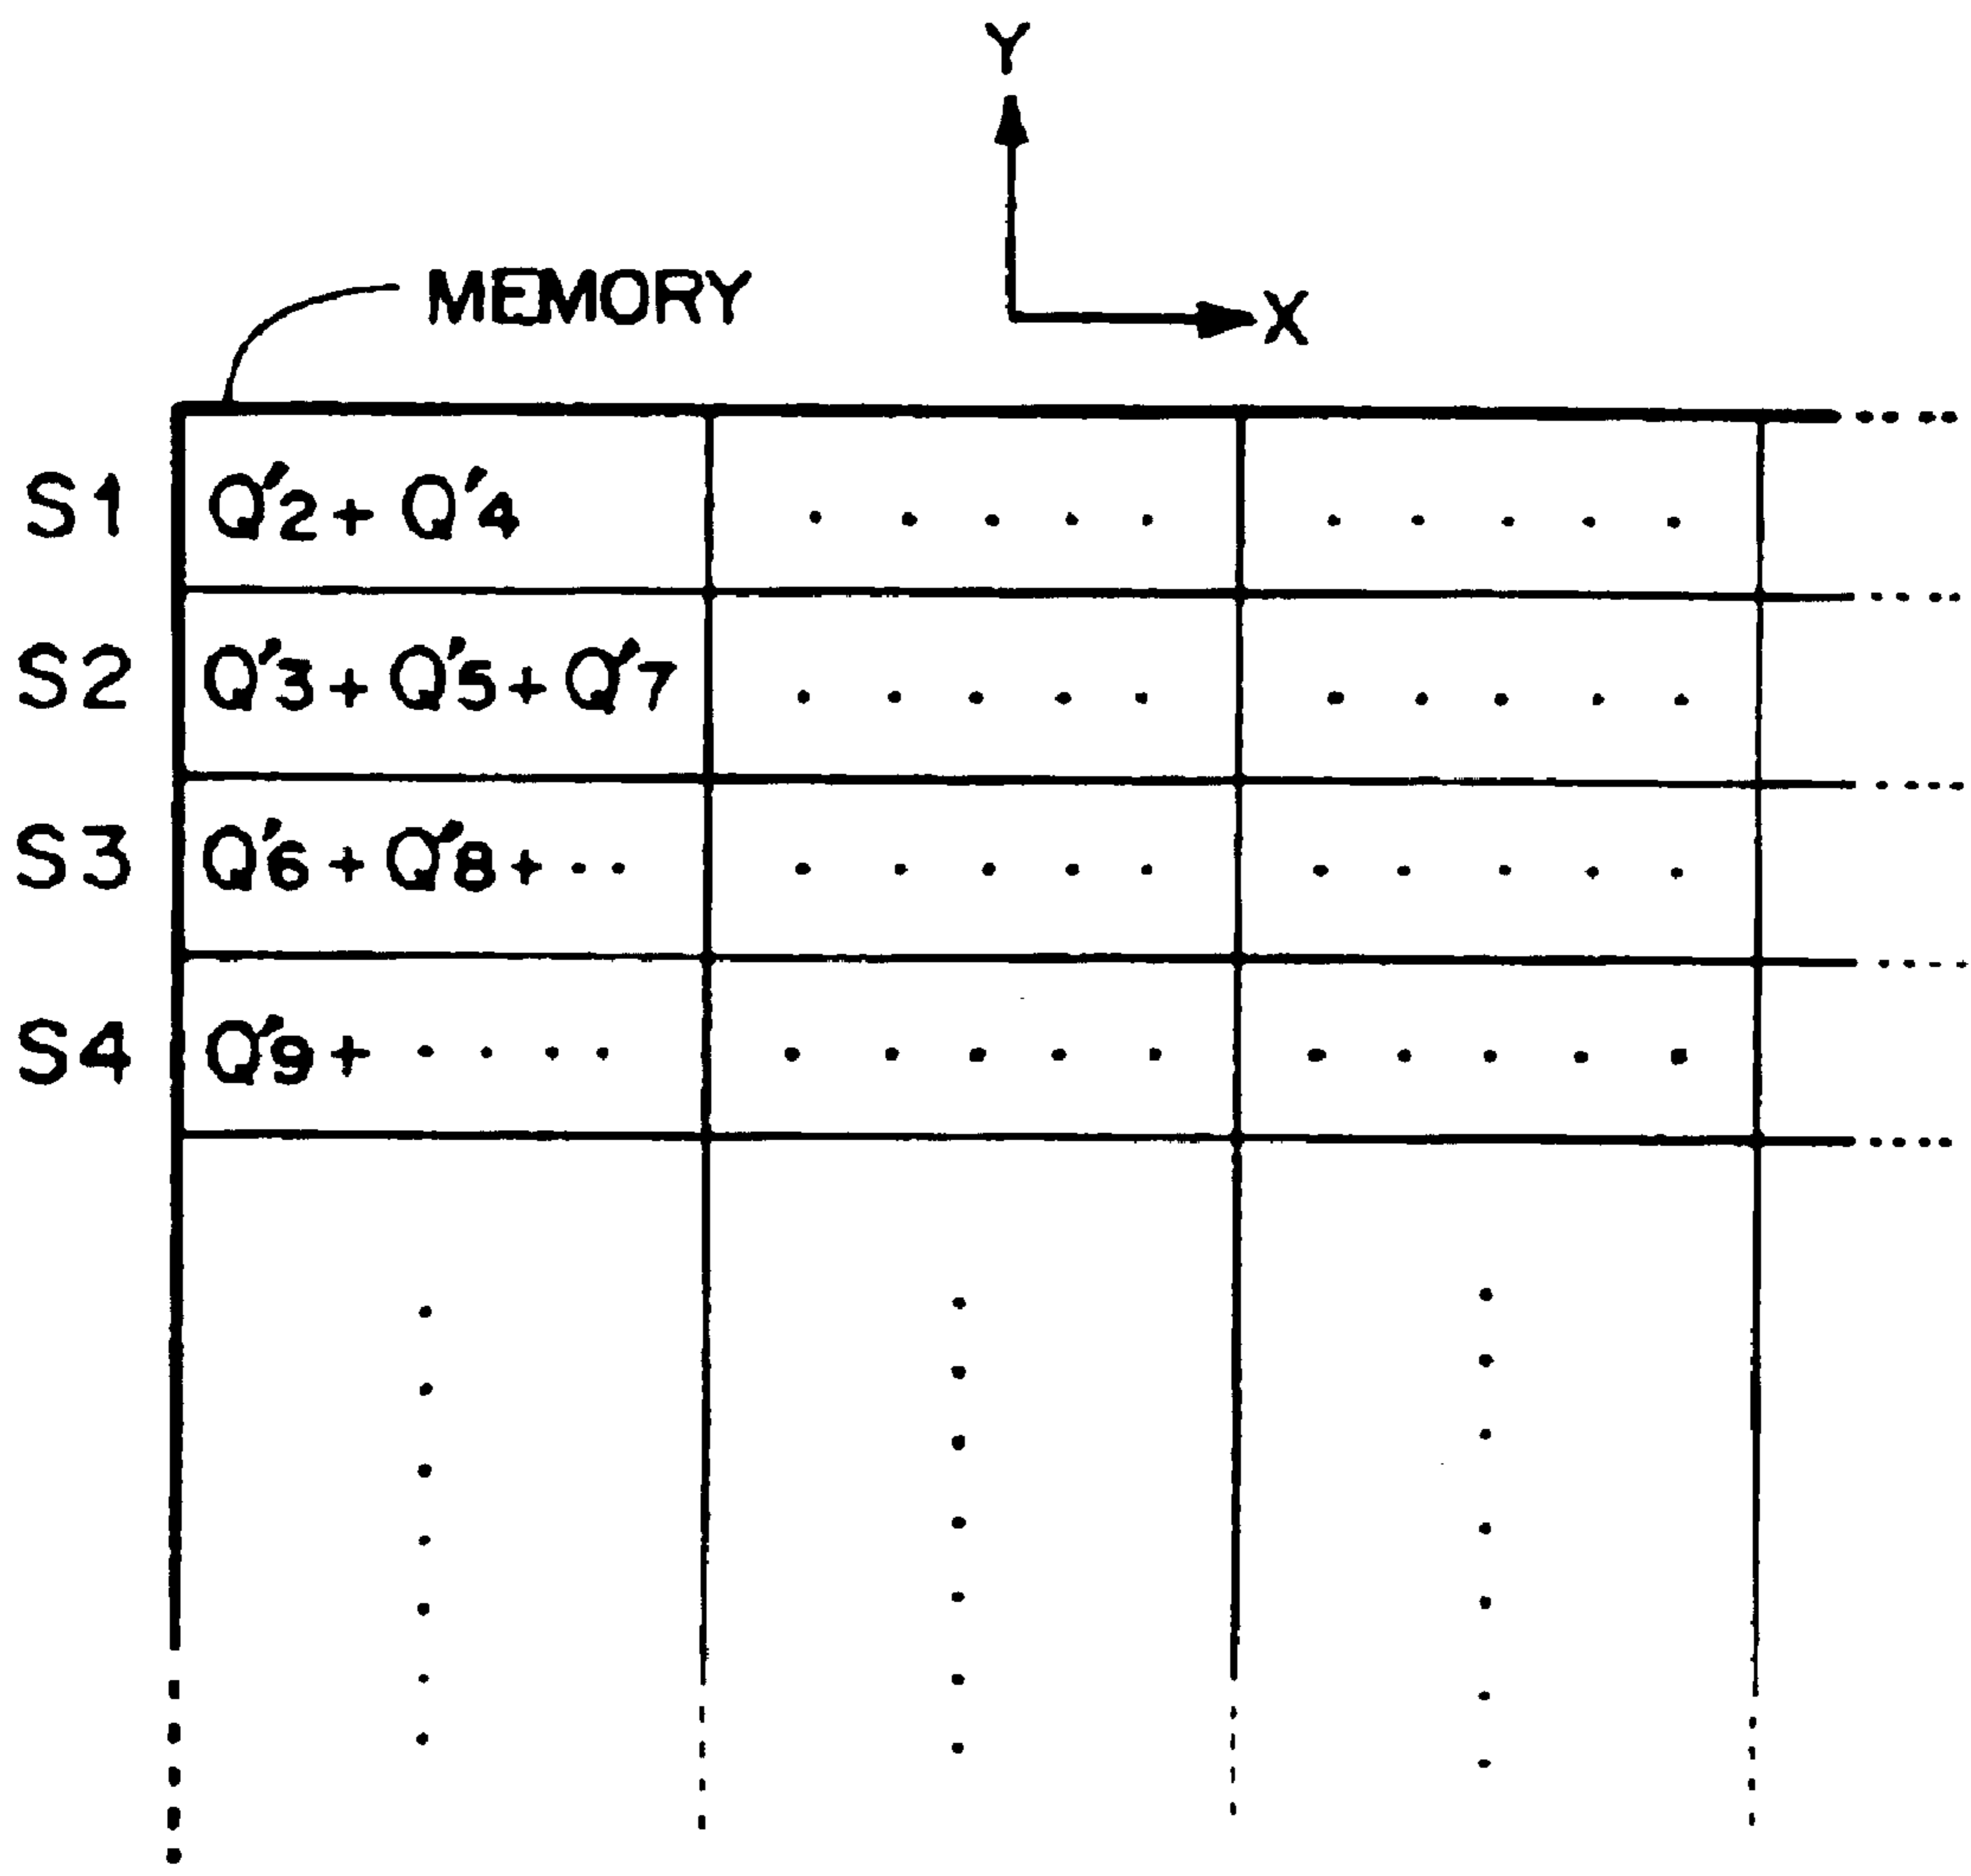 Y
X
MEMORY
S1 Q'2+ Q'4 ..... .....
S2 Q'3+Q'5+Q'7 ..... .....
S3 Q'6+Q'8+.. ..... .....
S4 Q'9+.... ..... .....